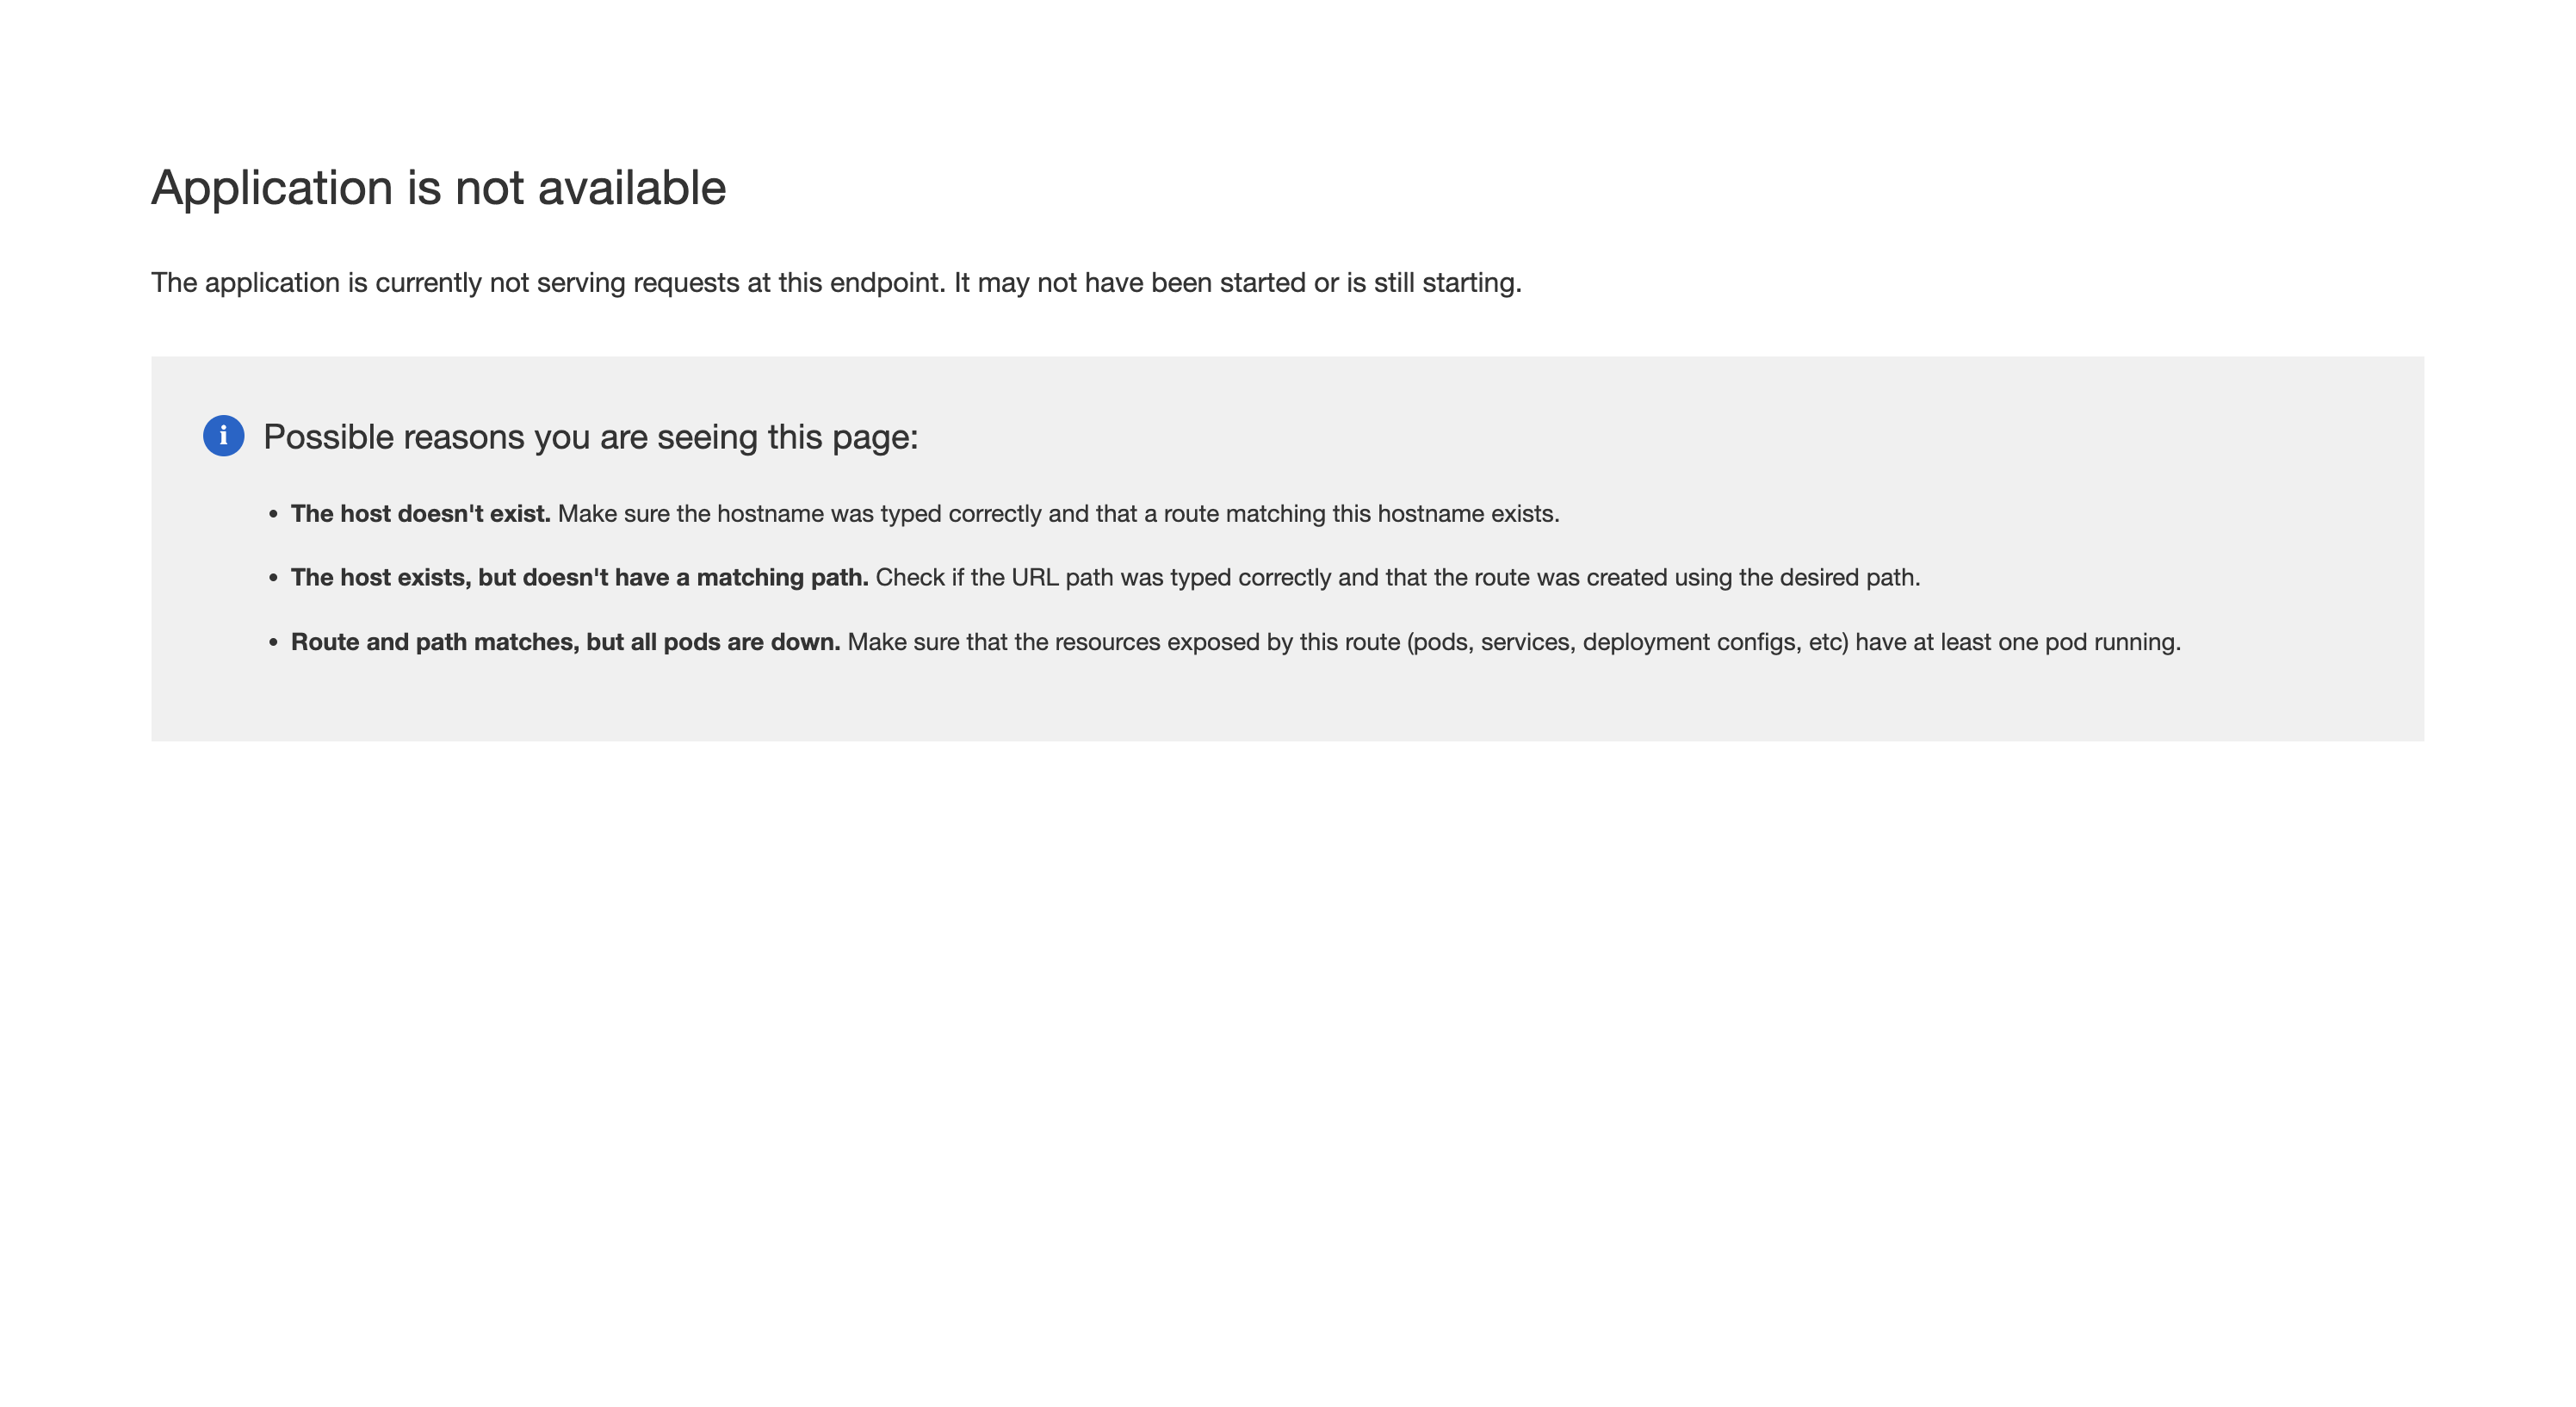 Application is not available
The application is currently not serving requests at this endpoint. It may not have been started or is still starting.
i Possible reasons you are seeing this page:
• The host doesn't exist. Make sure the hostname was typed correctly and that a route matching this hostname exists.
• The host exists, but doesn't have a matching path. Check if the URL path was typed correctly and that the route was created using the desired path.
• Route and path matches, but all pods are down. Make sure that the resources exposed by this route (pods, services, deployment configs, etc) have at least one pod running.